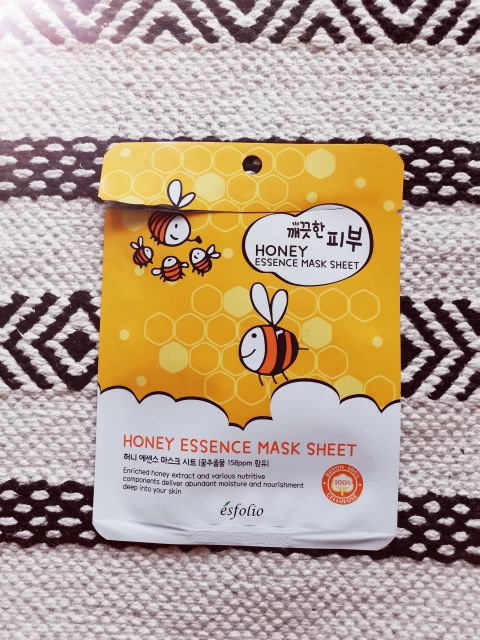 깨끗한 피부
HONEY
ESSENCE MASK SHEET
HONEY ESSENCE MASK SHEET
허니 에센스 마스크 시트 [꿀추출물 158ppm 함유]
Enriched honey extract and various nutritive
components deliver abundant moisture and nourishment
deep into your skin
100%
CELLULOSE
ésfolio